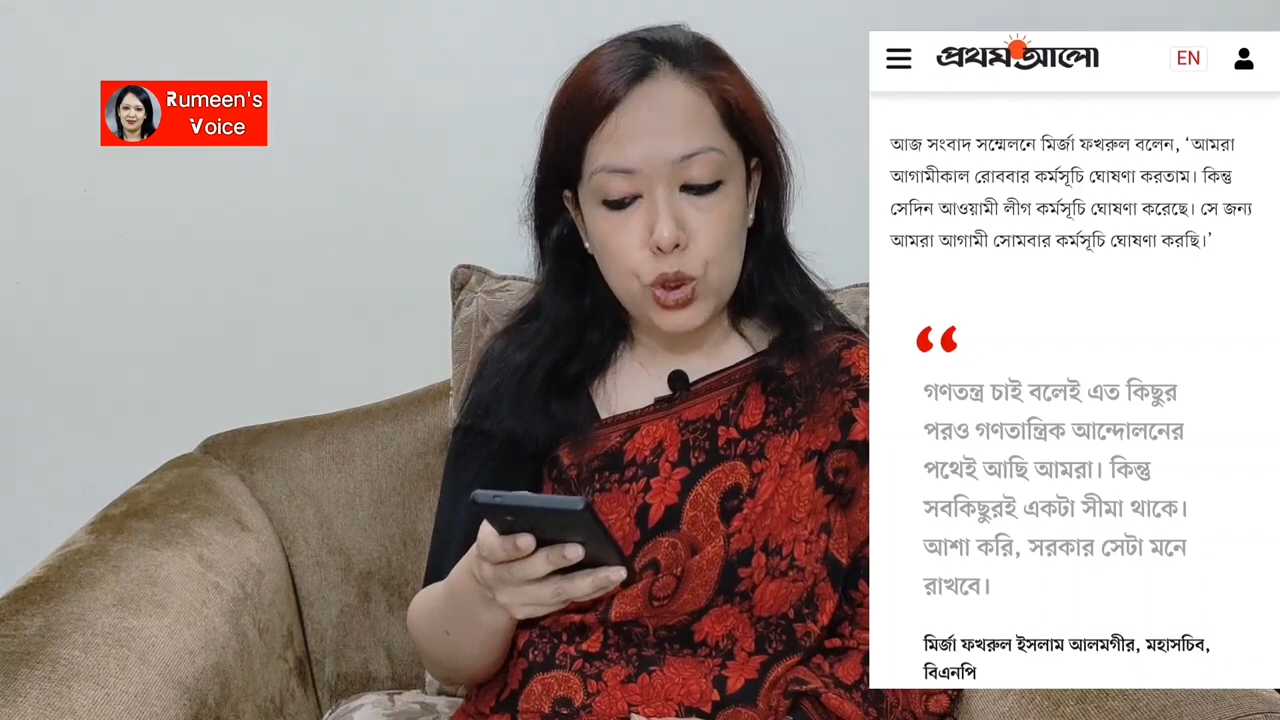 Rumeen's
Voice
প্রথম আলো
EN
আজ সংবাদ সম্মেলনে মির্জা ফখরুল বলেন, ‘আমরা
আগামীকাল রোববার কর্মসূচি ঘোষণা করতাম। কিন্তু
সেদিন আওয়ামী লীগ কর্মসূচি ঘোষণা করেছে। সে জন্য
আমরা আগামী সোমবার কর্মসূচি ঘোষণা করছি।’
“
গণতন্ত্র চাই বলেই এত কিছুর
পরও গণতান্ত্রিক আন্দোলনের
পথেই আছি আমরা। কিন্তু
সবকিছুরই একটা সীমা থাকে।
আশা করি, সরকার সেটা মনে
রাখবে।
মির্জা ফখরুল ইসলাম আলমগীর, মহাসচিব,
বিএনপি